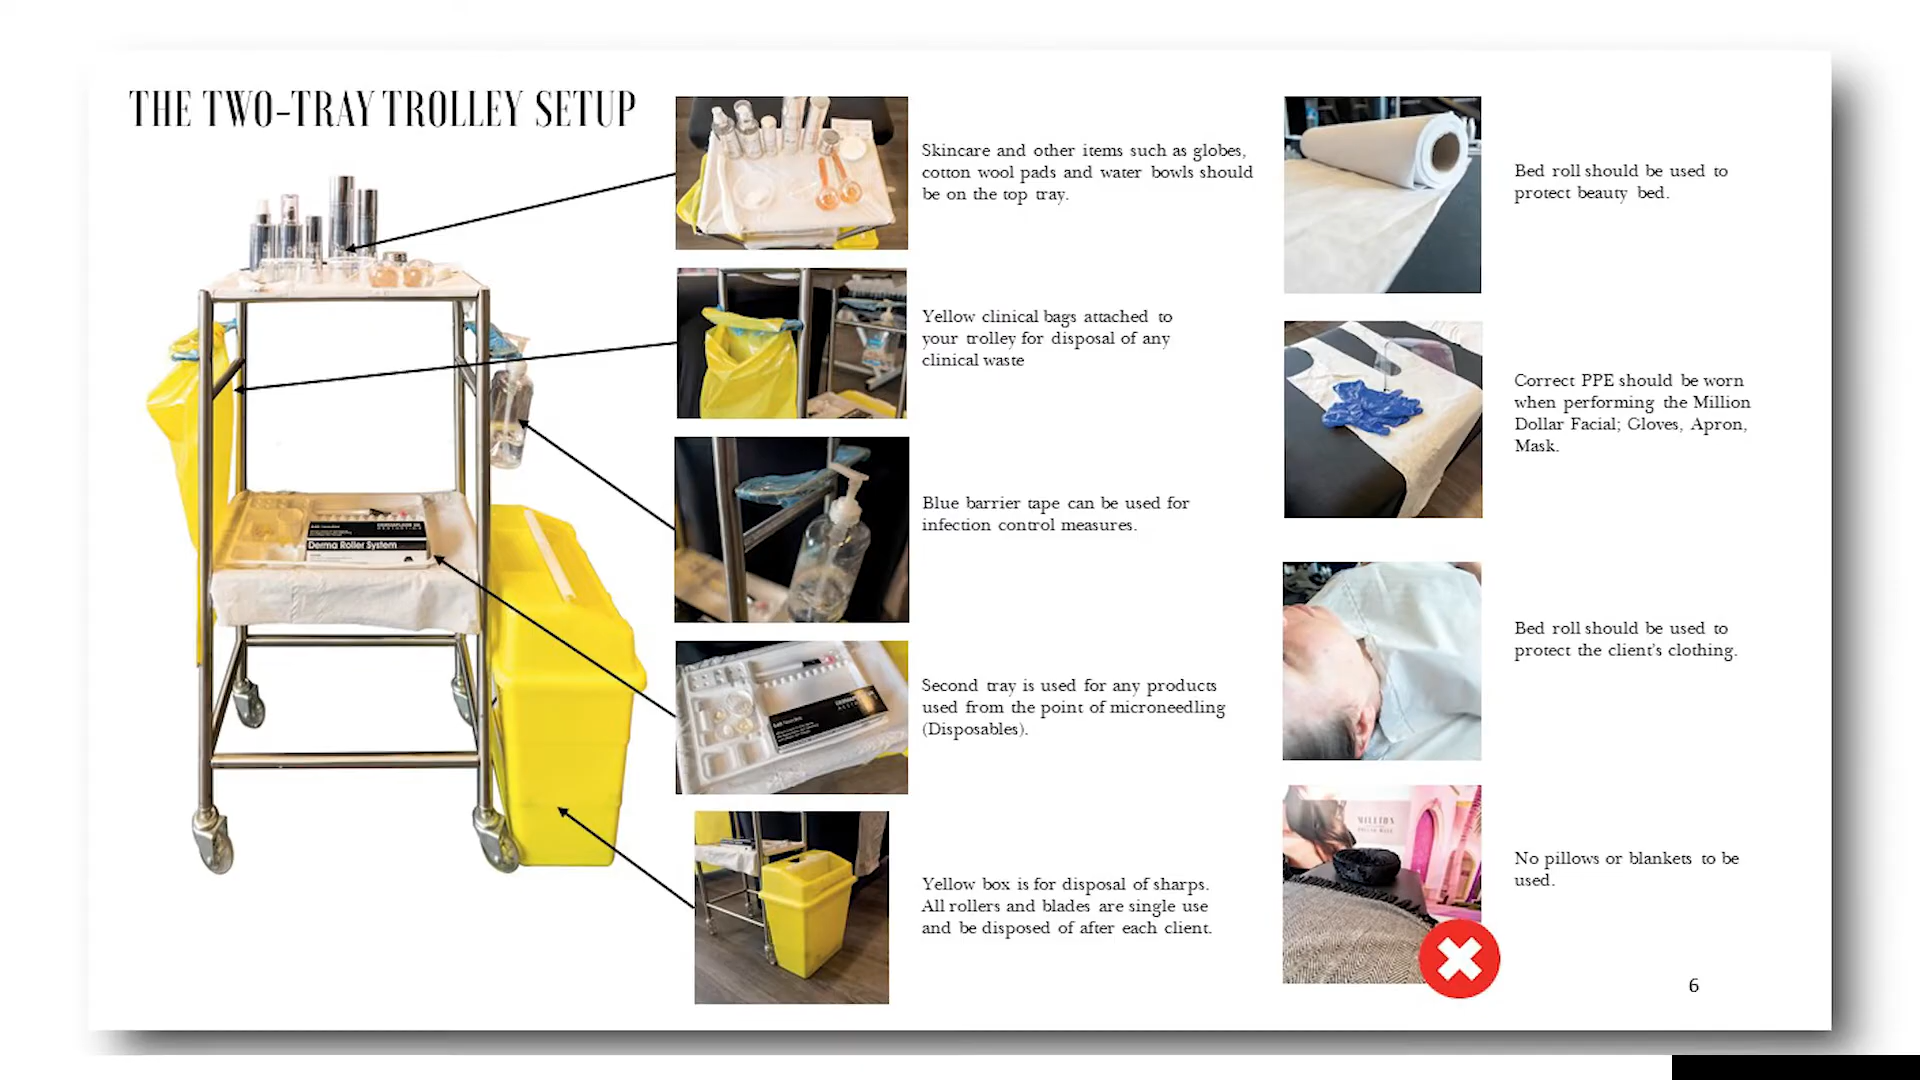 THE TWO-TRAY TROLLEY SETUP
Skincare and other items such as globes,
cotton wool pads and water bowls should
be on the top tray.
Yellow clinical bags attached to
your trolley for disposal of any
clinical waste
Blue barrier tape can be used for
infection control measures.
Second tray is used for any products
used from the point of microneedling
(Disposables).
Yellow box is for disposal of sharps.
All rollers and blades are single use
and be disposed of after each client.
Bed roll should be used to
protect beauty bed.
Correct PPE should be worn
when performing the Million
Dollar Facial; Gloves, Apron,
Mask.
Bed roll should be used to
protect the client's clothing.
No pillows or blankets to be
used.
Derma Roller System
MILLION
6